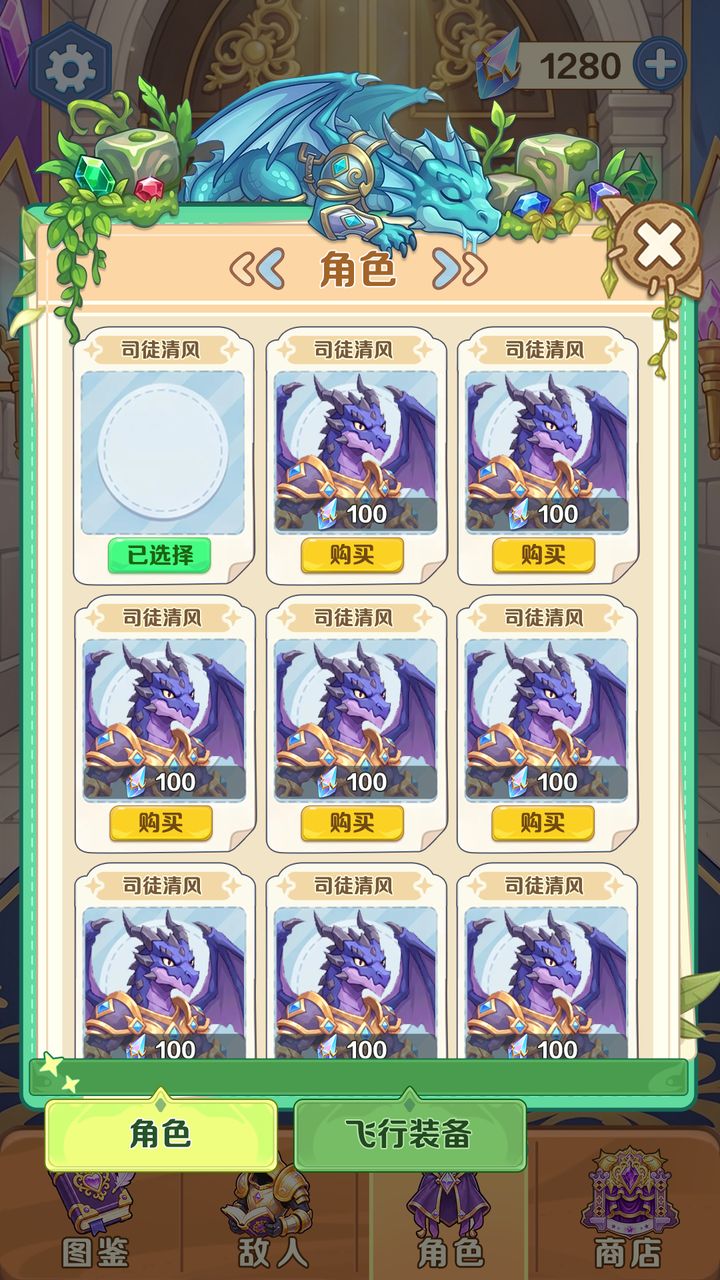 1280
角色
司徒清风 司徒清风 司徒清风
100 100
已选择 购买 购买
司徒清风 司徒清风 司徒清风
100 100 100
购买 购买 购买
司徒清风 司徒清风 司徒清风
100 100 100
角色 飞行装备
图鉴 敌人 角色 商店